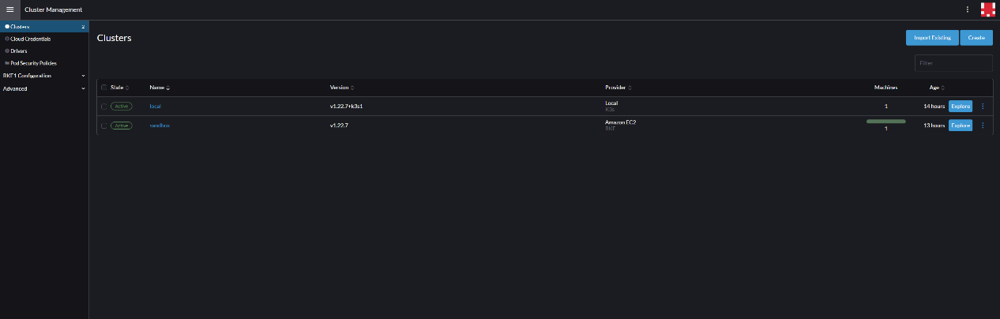 Cluster Management
Clusters 2
Cloud Credentials
Drivers
Pod Security Policies
RKE1 Configuration
Advanced
Clusters
Import Existing Create
Filter
State Name Version Provider Machines Age
Active local v1.22.7+k3s1 Local 1 14 hours Explore
K3s
Active sandbox v1.22.7 Amazon EC2 1 13 hours Explore
RKE